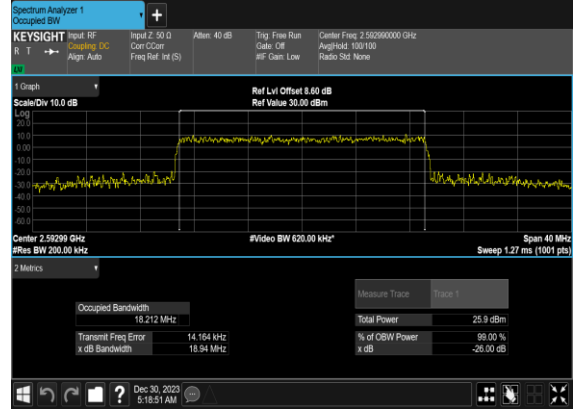 Spectrum Analyzer 1
Occupied BW
KEYSIGHT Input: RF Input Z: 50 Ω Atten: 40 dB Trig: Free Run Center Freq: 2.592990000 GHz
R T Coupling: DC Corr CCorr Gate: Off Avg|Hold: 100/100
Align: Auto Freq Ref: Int (S) #IF Gain: Low Radio Std: None
LM
1 Graph
Ref Lvl Offset 8.60 dB
Scale/Div 10.0 dB Ref Value 30.00 dBm
Log
20.0
10.0
0.00
-10.0
-20.0
-30.0
-40.0
-50.0
-60.0
Center 2.59299 GHz #Video BW 620.00 kHz* Span 40 MHz
#Res BW 200.00 kHz Sweep 1.27 ms (1001 pts)
2 Metrics
Measure Trace Trace 1
Occupied Bandwidth
18.212 MHz Total Power 25.9 dBm
Transmit Freq Error 14.164 kHz % of OBW Power 99.00 %
x dB Bandwidth 18.94 MHz x dB -26.00 dB
? Dec 30, 2023
5:18:51 AM